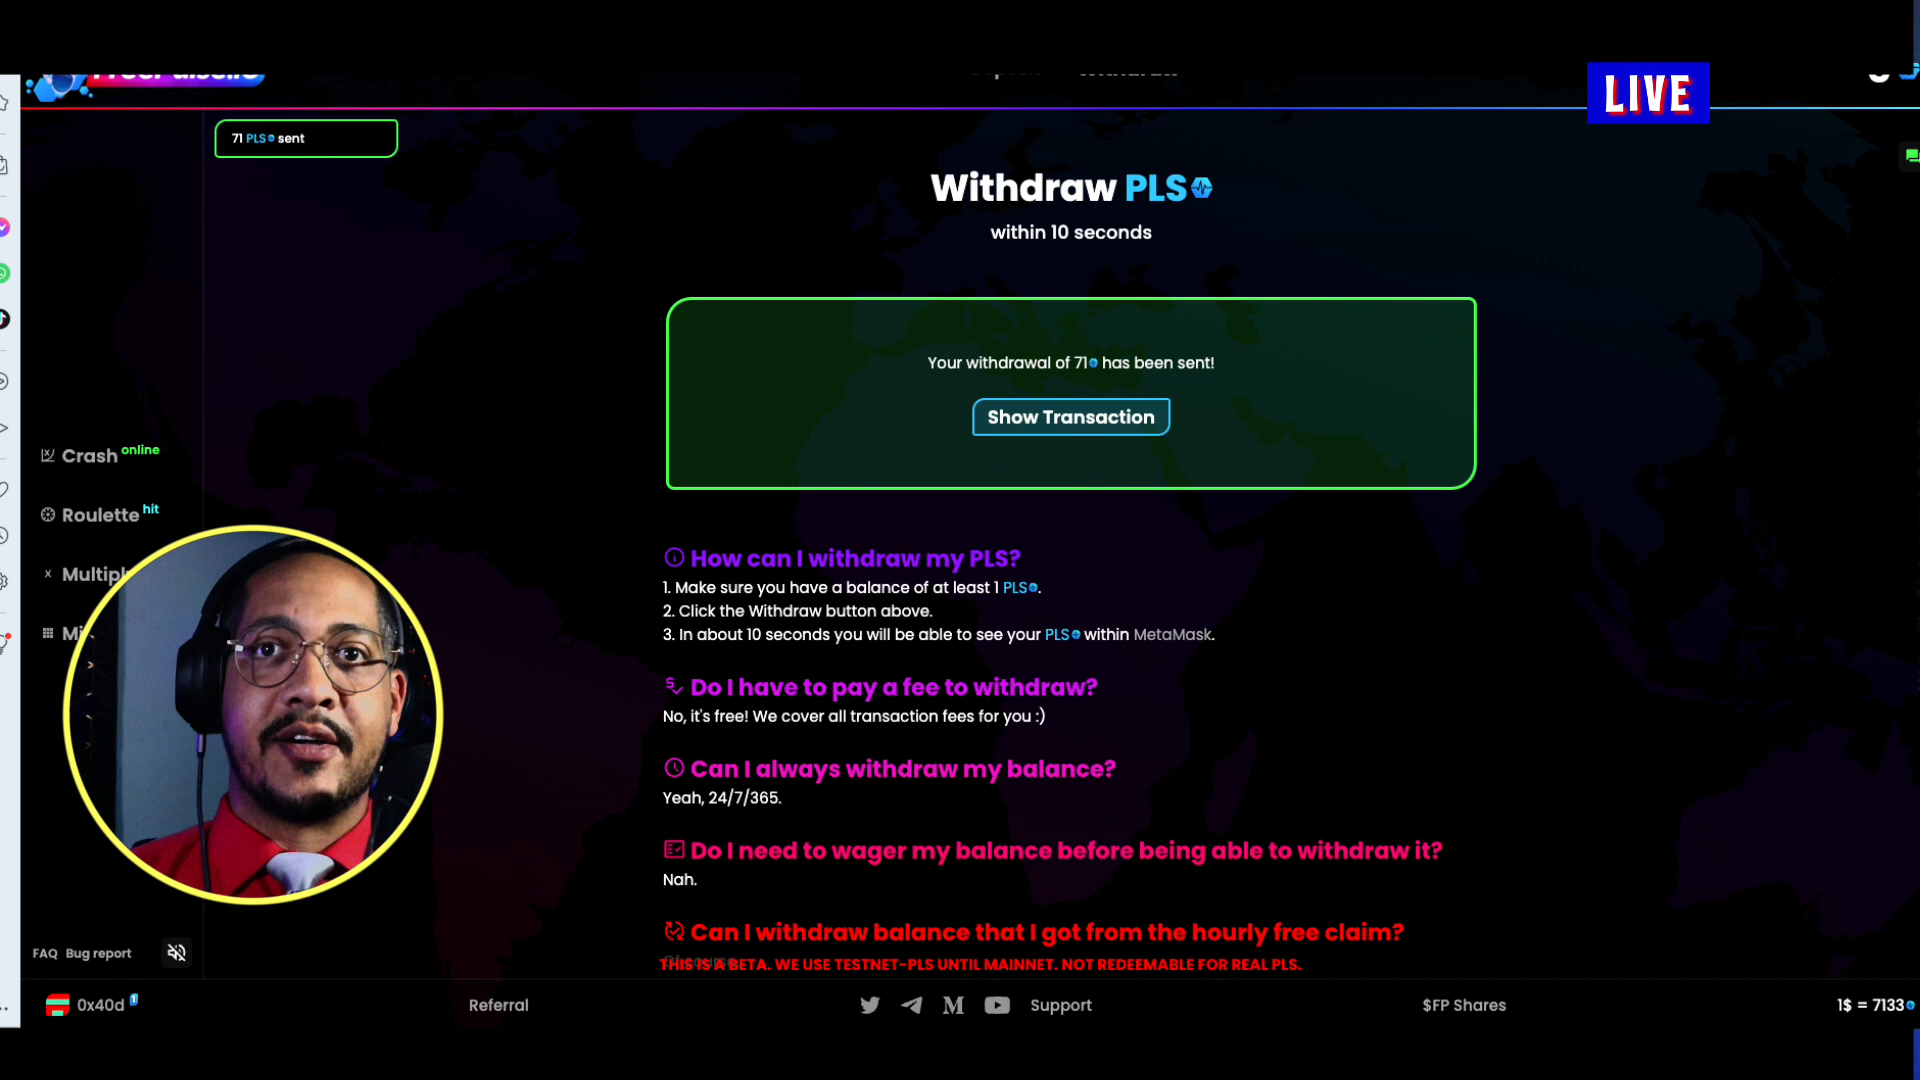 LIVE
71 PLS sent
Withdraw PLS
within 10 seconds
Your withdrawal of 71 has been sent!
Show Transaction
Crash online
Roulette hit
How can I withdraw my PLS?
1. Make sure you have a balance of at least 1 PLS.
2. Click the Withdraw button above.
3. In about 10 seconds you will be able to see your PLS within MetaMask.
Do I have to pay a fee to withdraw?
No, it's free! We cover all transaction fees for you :)
Can I always withdraw my balance?
Yeah, 24/7/365.
Do I need to wager my balance before being able to withdraw it?
Nah.
Can I withdraw balance that I got from the hourly free claim?
THIS IS A BETA. WE USE TESTNET-PLS UNTIL MAINNET. NOT REDEEMABLE FOR REAL PLS.
FAQ Bug report
0x40d 1
Referral
Support
$FP Shares
1$ = 7133